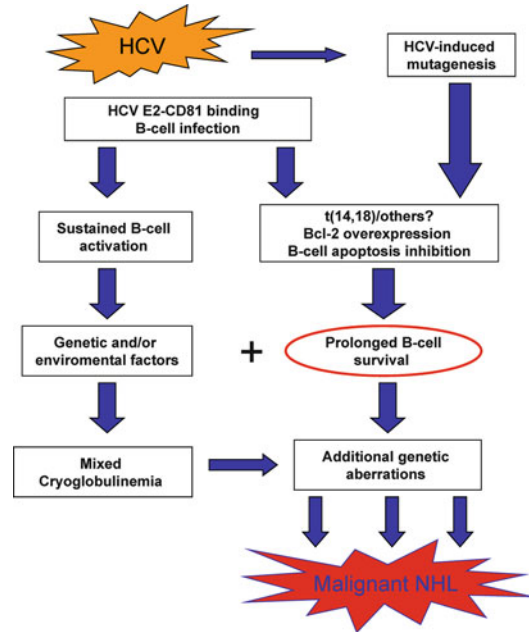 HCV
HCV-induced
mutagenesis
HCV E2-CD81 binding
B-cell infection
Sustained B-cell
activation
t(14,18)/others?
Bcl-2 overexpression
B-cell apoptosis inhibition
Genetic and/or
enviromental factors
+
Prolonged B-cell
survival
Mixed
Cryoglobulinemia
Additional genetic
aberrations
Malignant NHL